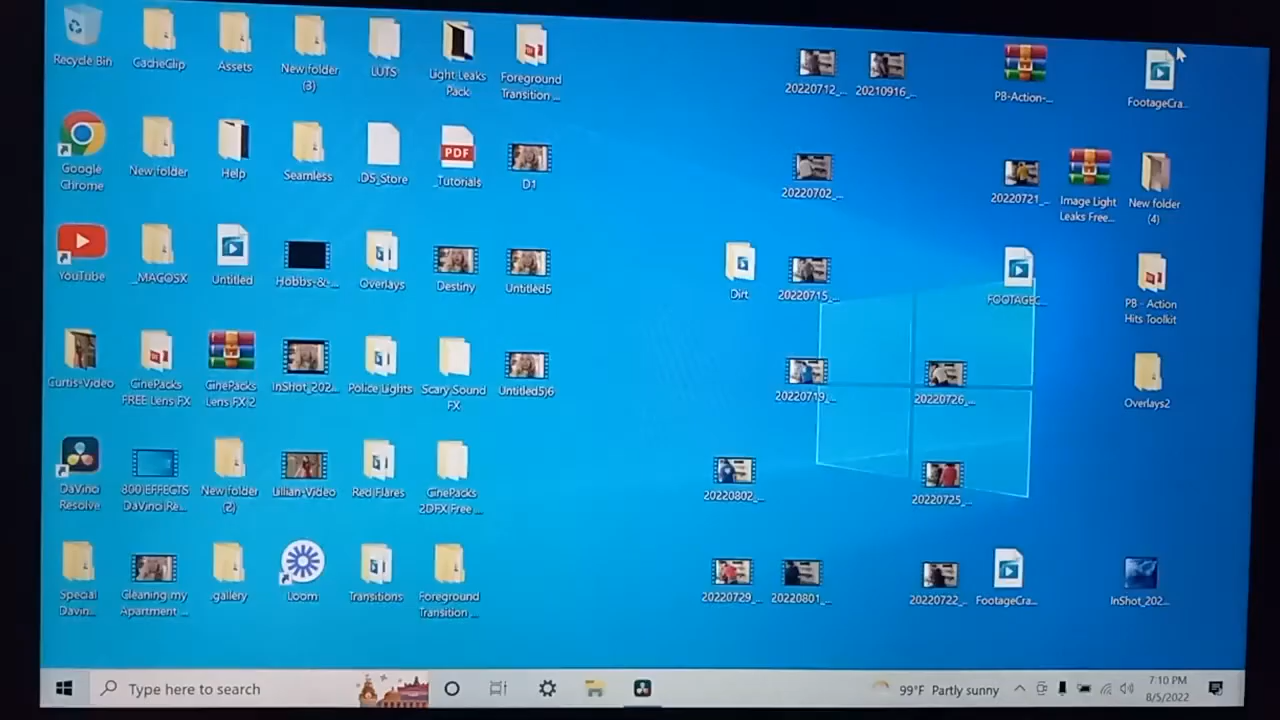 Recycle Bin
CacheClip
Assets
New folder
(3)
LUTS
Light Leaks
Pack
Foreground
Transition ...
20220712_...
20210916_...
PB-Action-...
FootageCra...
Google
Chrome
New folder
Help
Seamless
.DS_Store
PDF
_Tutorials
D1
20220702_...
20220721_...
Image Light
Leaks Free...
New folder
(4)
YouTube
_MACOSX
Untitled
Hobbs-&-...
Overlays
Destiny
Untitled5
Dirt
20220715_...
FOOTAGEC...
PB - Action
Hits Toolkit
Curtis-Video
CinePacks
FREE Lens FX
CinePacks
Lens FX 2
InShot_202...
Police Lights
Scary Sound
FX
Untitled5J6
20220719_...
20220726_...
Overlays2
DaVinci
Resolve
800 EFFECTS
DaVinci Re...
New folder
(2)
Lillian-Video
Red Flares
CinePacks
2DFX Free ...
20220802_...
20220725_...
Special
Davin...
Cleaning my
Apartment ...
.gallery
Loom
Transitions
Foreground
Transition ...
20220729_...
20220801_...
20220722_...
FootageCra...
InShot_202...
Type here to search
99°F Partly sunny
7:10 PM
8/5/2022